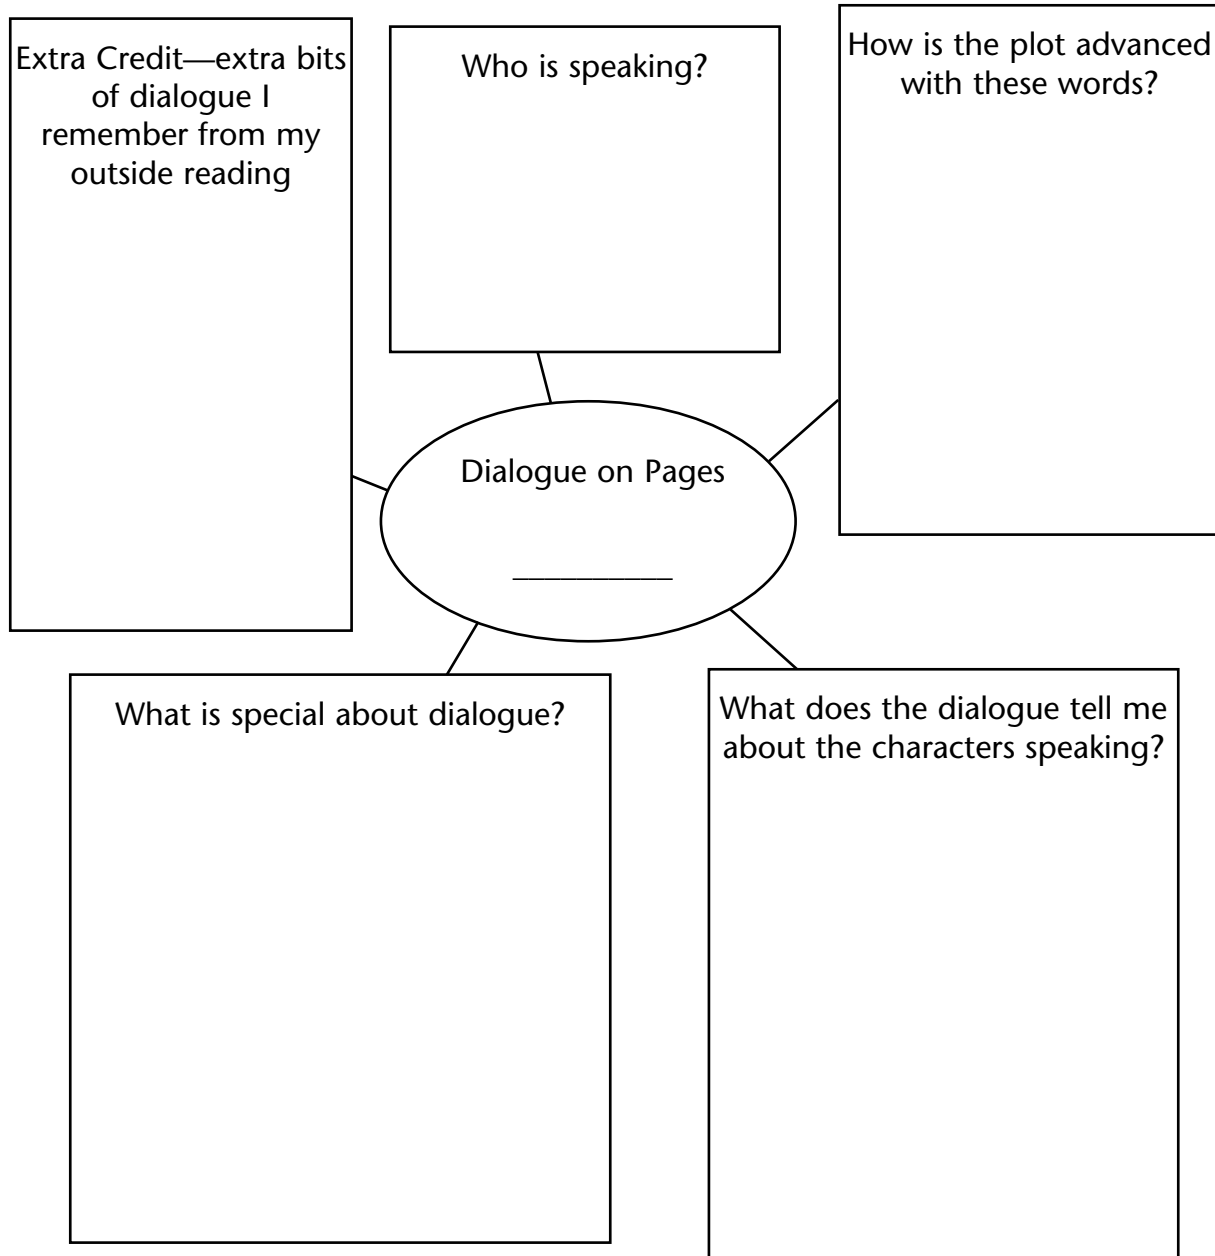 Extra Credit—extra bits
of dialogue I
remember from my
outside reading
Who is speaking?
How is the plot advanced
with these words?
Dialogue on Pages
__________
What is special about dialogue?
What does the dialogue tell me
about the characters speaking?